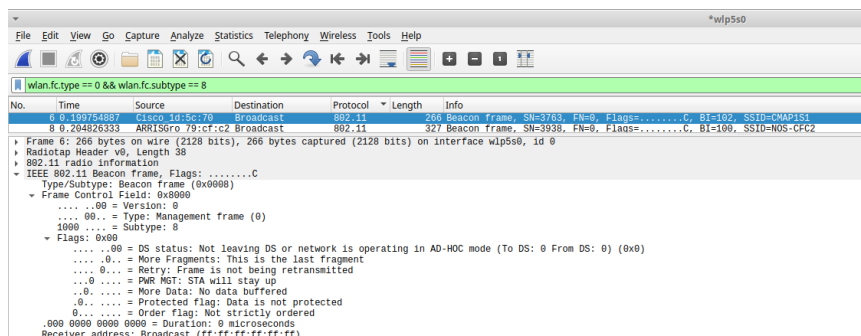 *wlp5s0
File Edit View Go Capture Analyze Statistics Telephony Wireless Tools Help
wlan.fc.type == 0 && wlan.fc.subtype == 8
No. Time Source Destination Protocol Length Info
6 0.199754887 Cisco_1d:5c:70 Broadcast 802.11 266 Beacon frame, SN=3763, FN=0, Flags=........C, BI=102, SSID=CMAP1S1
8 0.204826333 ARRISGro_79:cf:c2 Broadcast 802.11 327 Beacon frame, SN=3938, FN=0, Flags=........C, BI=100, SSID=NOS-CFC2
Frame 6: 266 bytes on wire (2128 bits), 266 bytes captured (2128 bits) on interface wlp5s0, id 0
Radiotap Header v0, Length 38
802.11 radio information
IEEE 802.11 Beacon frame, Flags: ........C
Type/Subtype: Beacon frame (0x0008)
Frame Control Field: 0x8000
.... ..00 = Version: 0
.... 00.. = Type: Management frame (0)
1000 .... = Subtype: 8
Flags: 0x00
.... ..00 = DS status: Not leaving DS or network is operating in AD-HOC mode (To DS: 0 From DS: 0) (0x0)
.... .0.. = More Fragments: This is the last fragment
.... 0... = Retry: Frame is not being retransmitted
...0 .... = PWR MGT: STA will stay up
..0. .... = More Data: No data buffered
.0.. .... = Protected flag: Data is not protected
0... .... = Order flag: Not strictly ordered
.000 0000 0000 0000 = Duration: 0 microseconds
Receiver address: Broadcast (ff:ff:ff:ff:ff:ff)